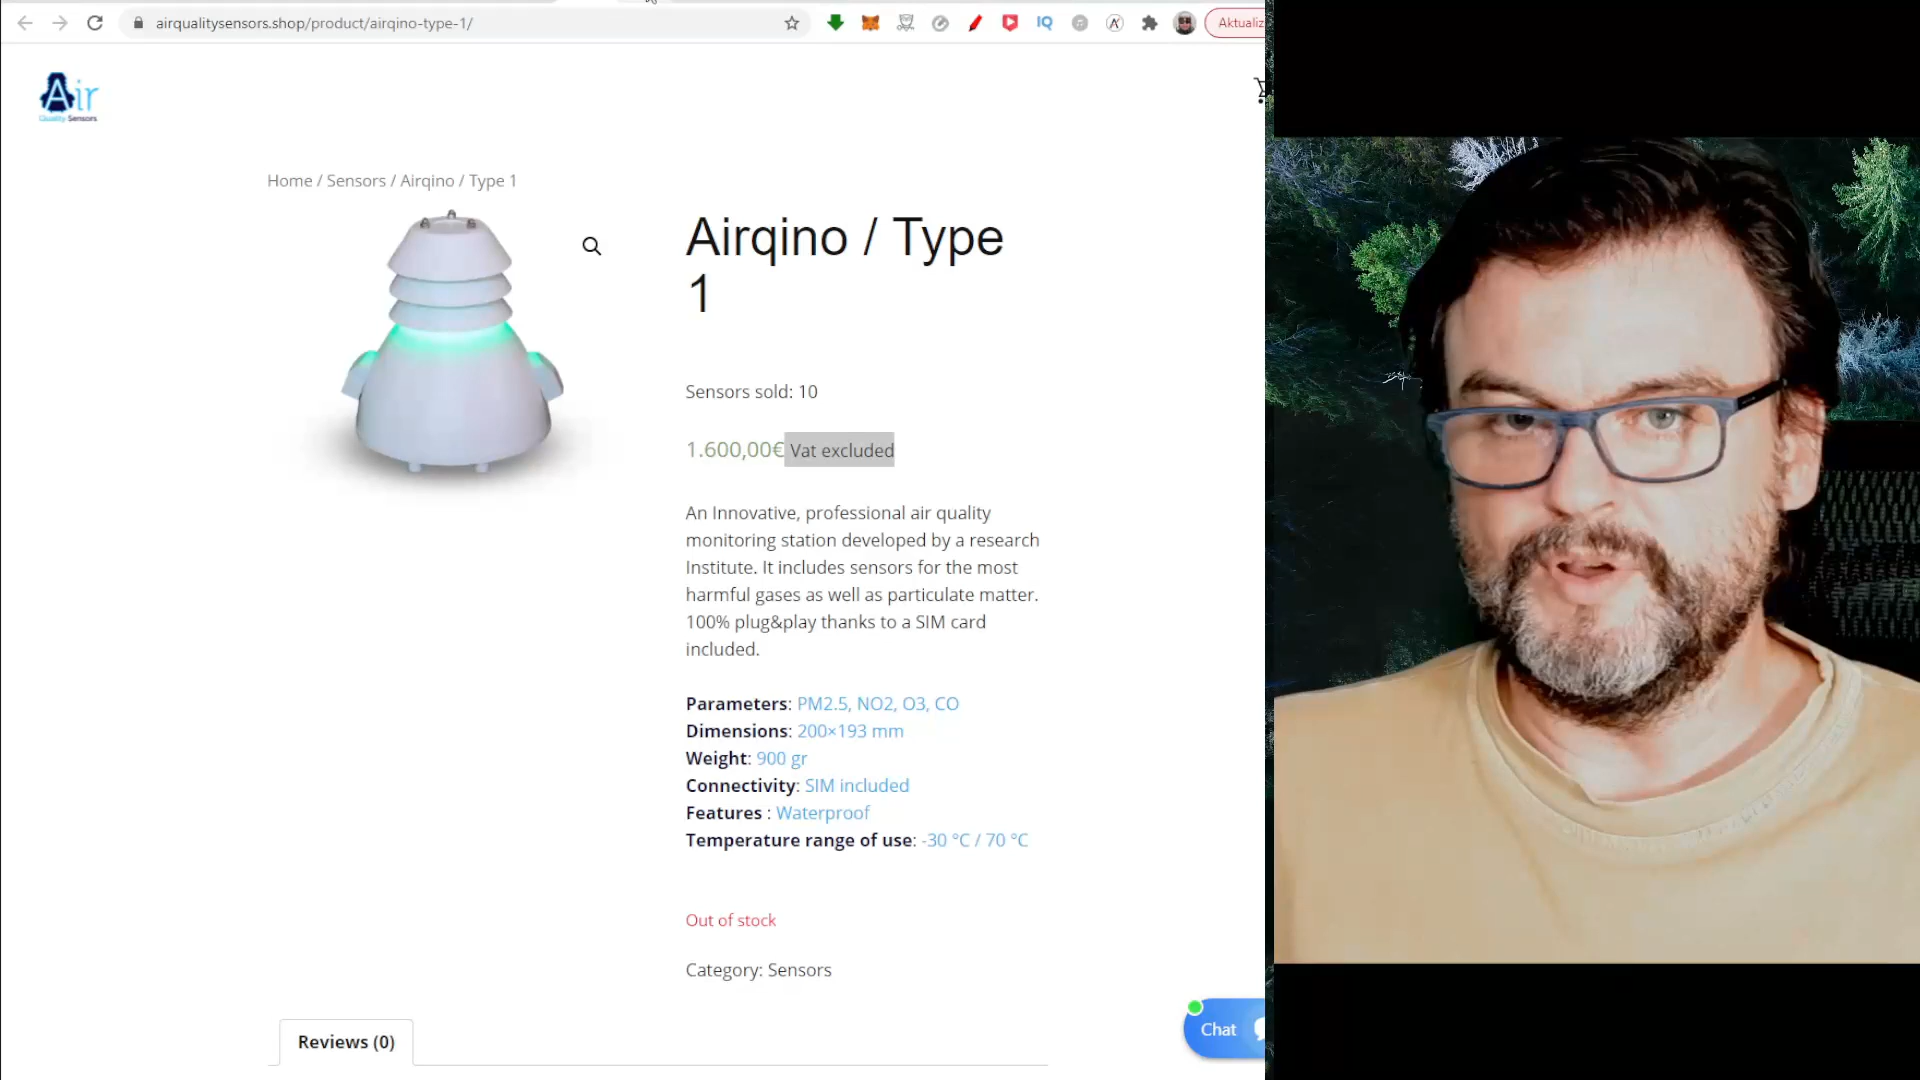 airqualitysensors.shop/product/airqino-type-1/
IQ
Aktualiz
Air
Quality Sensors
Home / Sensors / Airqino / Type 1
Airqino / Type
1
Sensors sold: 10
1.600,00€ Vat excluded
An Innovative, professional air quality
monitoring station developed by a research
Institute. It includes sensors for the most
harmful gases as well as particulate matter.
100% plug&play thanks to a SIM card
included.
Parameters: PM2.5, NO2, O3, CO
Dimensions: 200×193 mm
Weight: 900 gr
Connectivity: SIM included
Features : Waterproof
Temperature range of use: -30 °C / 70 °C
Out of stock
Category: Sensors
Chat
Reviews (0)